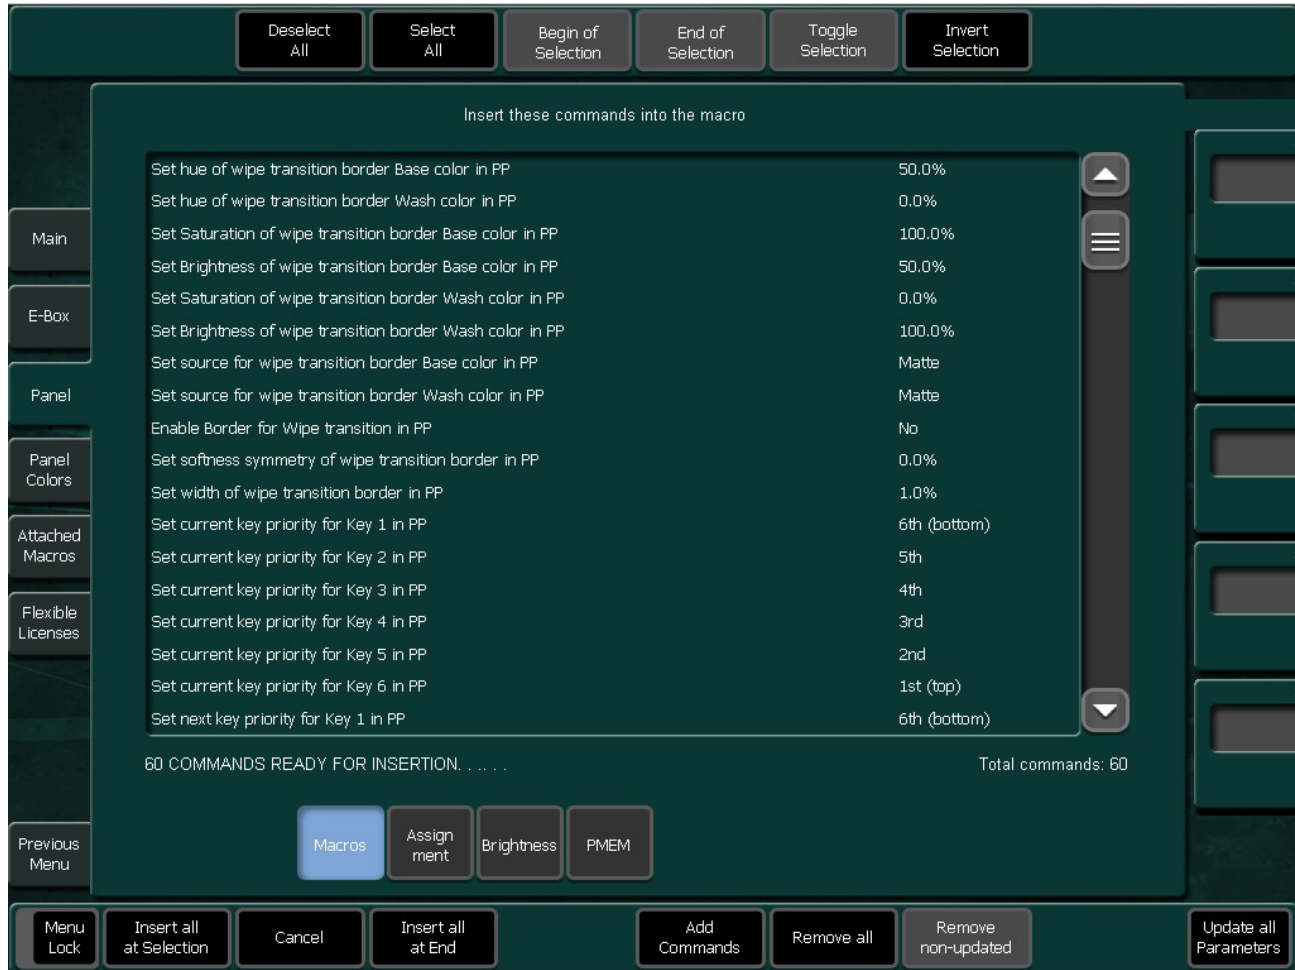 Deselect
All
Select
All
Begin of
Selection
End of
Selection
Toggle
Selection
Invert
Selection
Insert these commands into the macro
Set hue of wipe transition border Base color in PP 50.0%
Set hue of wipe transition border Wash color in PP 0.0%
Set Saturation of wipe transition border Base color in PP 100.0%
Set Brightness of wipe transition border Base color in PP 50.0%
Set Saturation of wipe transition border Wash color in PP 0.0%
Set Brightness of wipe transition border Wash color in PP 100.0%
Set source for wipe transition border Base color in PP Matte
Set source for wipe transition border Wash color in PP Matte
Enable Border for Wipe transition in PP No
Set softness symmetry of wipe transition border in PP 0.0%
Set width of wipe transition border in PP 1.0%
Set current key priority for Key 1 in PP 6th (bottom)
Set current key priority for Key 2 in PP 5th
Set current key priority for Key 3 in PP 4th
Set current key priority for Key 4 in PP 3rd
Set current key priority for Key 5 in PP 2nd
Set current key priority for Key 6 in PP 1st (top)
Set next key priority for Key 1 in PP 6th (bottom)
60 COMMANDS READY FOR INSERTION. . .. . . Total commands: 60
Main
E-Box
Panel
Panel
Colors
Attached
Macros
Flexible
Licenses
Previous
Menu
Macros
Assign
ment
Brightness
PMEM
Menu
Lock
Insert all
at Selection
Cancel
Insert all
at End
Add
Commands
Remove all
Remove
non-updated
Update all
Parameters